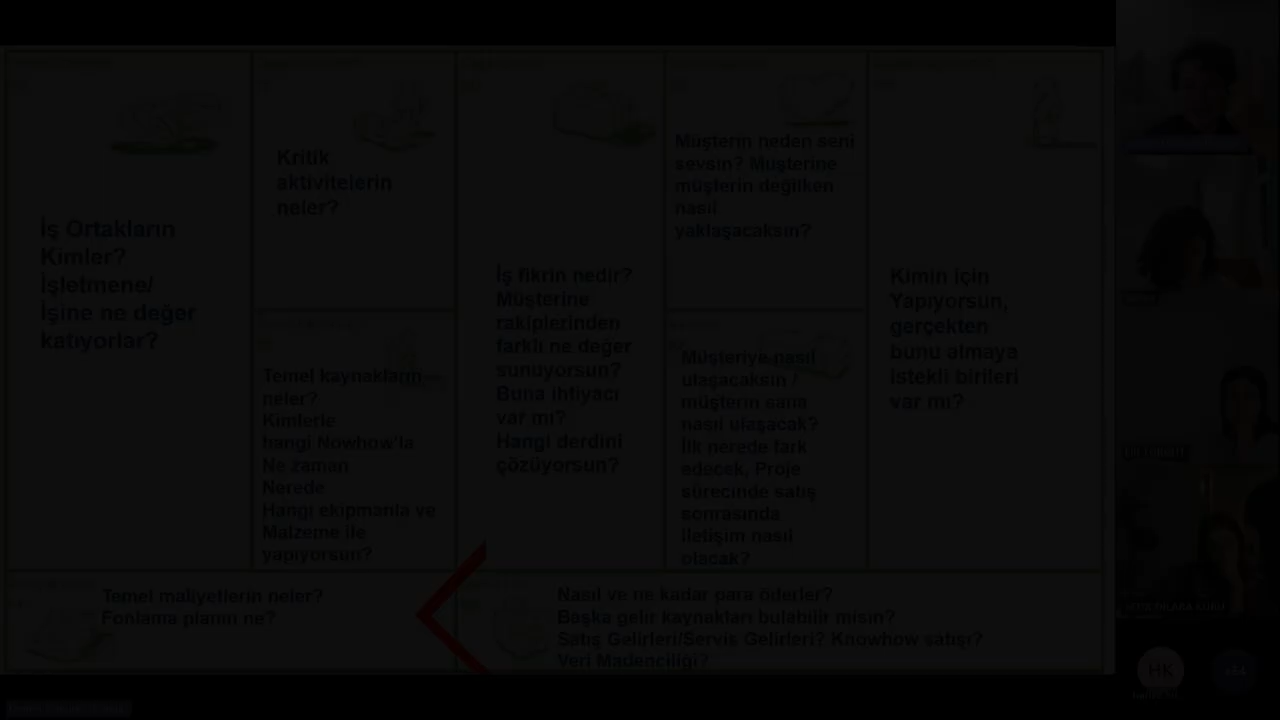 İş Ortakların
Kimler?
İşletmene/
İşine ne değer
katıyorlar?
Kritik
aktivitelerin
neler?
Temel kaynakların
neler?
Kimlerle
hangi Nowhow'la
Ne zaman
Nerede
Hangi ekipmanla ve
Malzeme ile
yapıyorsun?
İş fikrin nedir?
Müşterine
rakiplerinden
farklı ne değer
sunuyorsun?
Buna ihtiyacı
var mı?
Hangi derdini
çözüyorsun?
Müşterin neden seni
sevsin? Müşterine
müşterin değilken
nasıl
yaklaşacaksın?
Müşteriye nasıl
ulaşacaksın /
müşterin sana
nasıl ulaşacak?
İlk nerede fark
edecek, Proje
sürecinde satış
sonrasında
iletişim nasıl
olacak?
Kimin için
Yapıyorsun,
gerçekten
bunu almaya
istekli birileri
var mı?
Temel maliyetlerin neler?
Fonlama planın ne?
Nasıl ve ne kadar para öderler?
Başka gelir kaynakları bulabilir misin?
Satış Gelirleri/Servis Gelirleri? Knowhow satışı?
Veri Madenciliği?
HK
+54